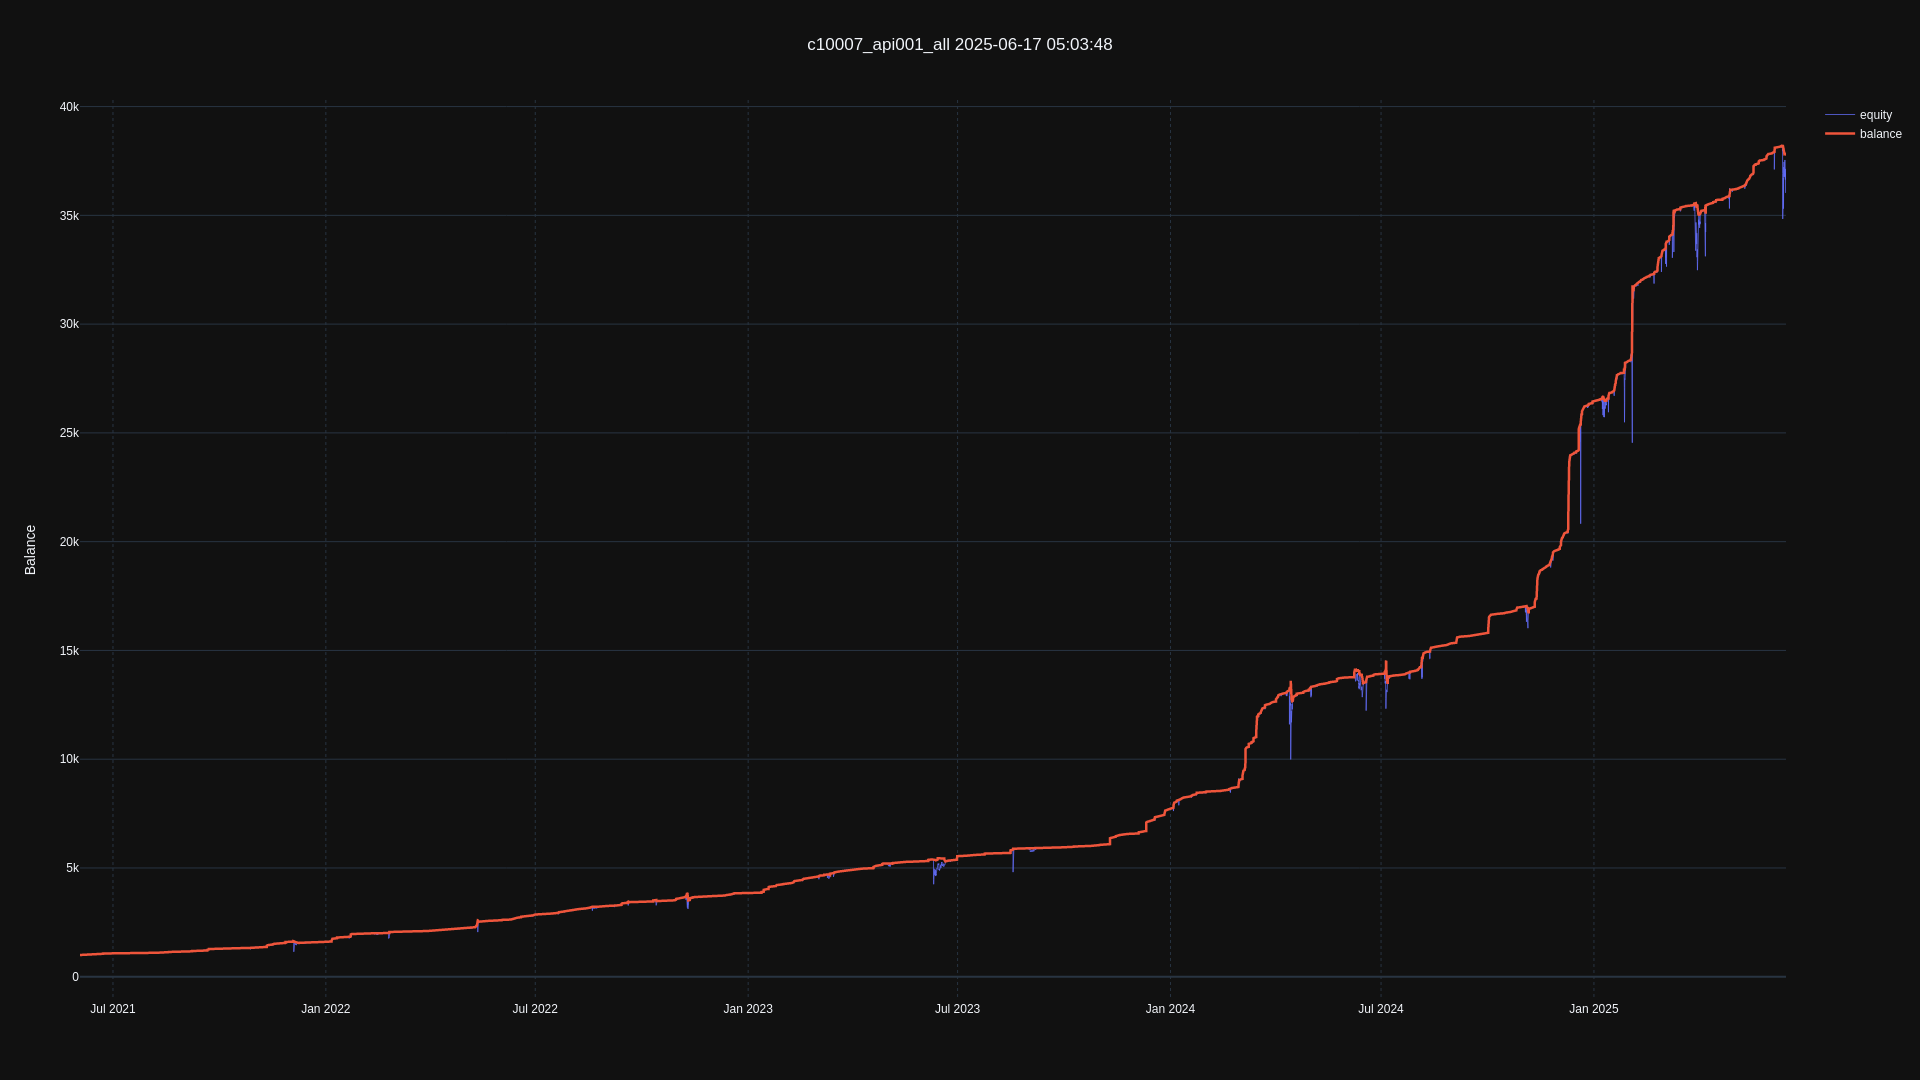 c10007_api001_all 2025-06-17 05:03:48
equity
balance
Balance
40k
35k
30k
25k
20k
15k
10k
5k
0
Jul 2021
Jan 2022
Jul 2022
Jan 2023
Jul 2023
Jan 2024
Jul 2024
Jan 2025